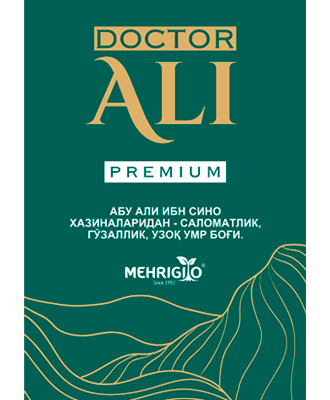 DOCTOR
ALI
PREMIUM
АБУ АЛИ ИБН СИНО
ХАЗИНАЛАРИДАН - САЛОМАТЛИК,
ГЎЗАЛЛИК, УЗОҚ УМР БОҒИ.
MEHRIGIYO
Since 1992